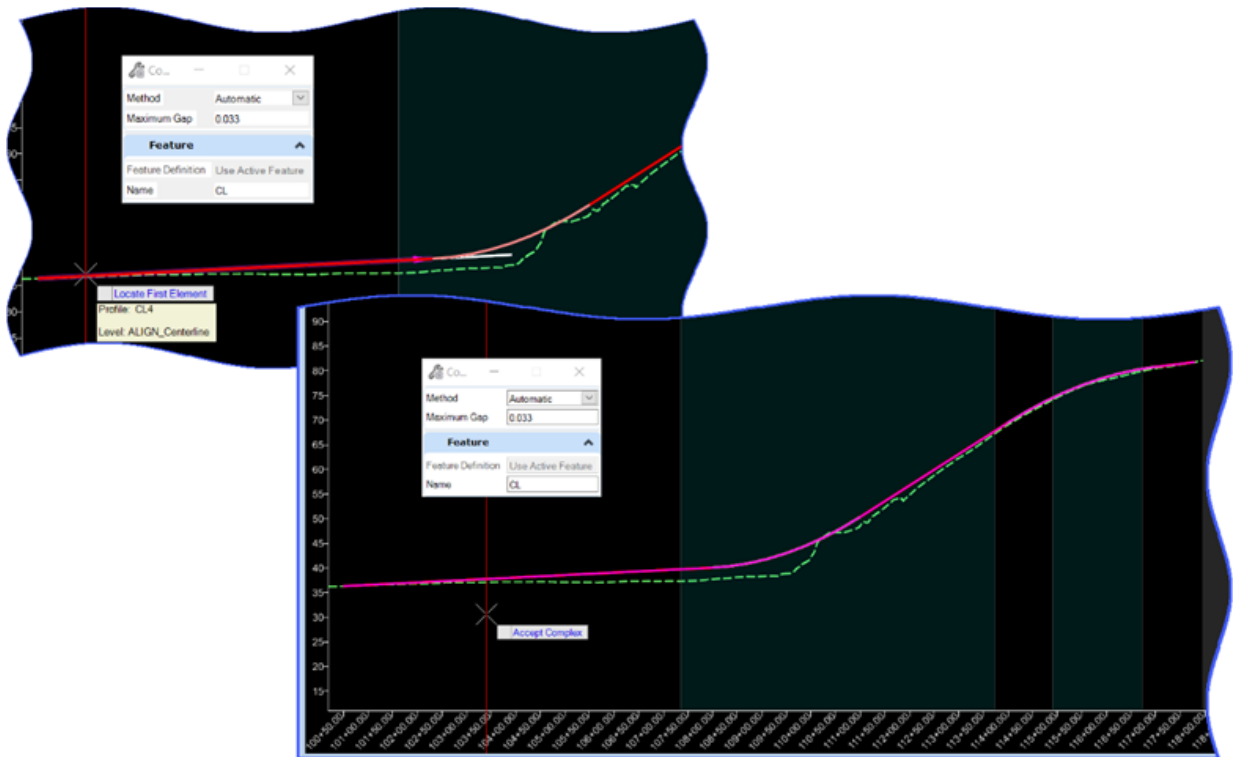 Co...
Method Automatic
Maximum Gap 0.033
Feature
Feature Definition Use Active Feature
Name CL
Locate First Element
Profile: CL4
Level: ALIGN_Centerline
90-
85-
80-
75-
70-
65-
60-
55-
50-
45-
40-
35-
30-
25-
20-
15-
Co...
Method Automatic
Maximum Gap 0.033
Feature
Feature Definition Use Active Feature
Name CL
Accept Complex
100+50.00 101+00.00 101+50.00 102+00.00 102+50.00 103+00.00 103+50.00 104+00.00 104+50.00 105+00.00 105+50.00 106+00.00 106+50.00 107+00.00 107+50.00 108+00.00 108+50.00 109+00.00 109+50.00 110+00.00 110+50.00 111+00.00 111+50.00 112+00.00 112+50.00 113+00.00 113+50.00 114+00.00 114+50.00 115+00.00 115+50.00 116+00.00 116+50.00 117+00.00 117+50.00 118+00.00